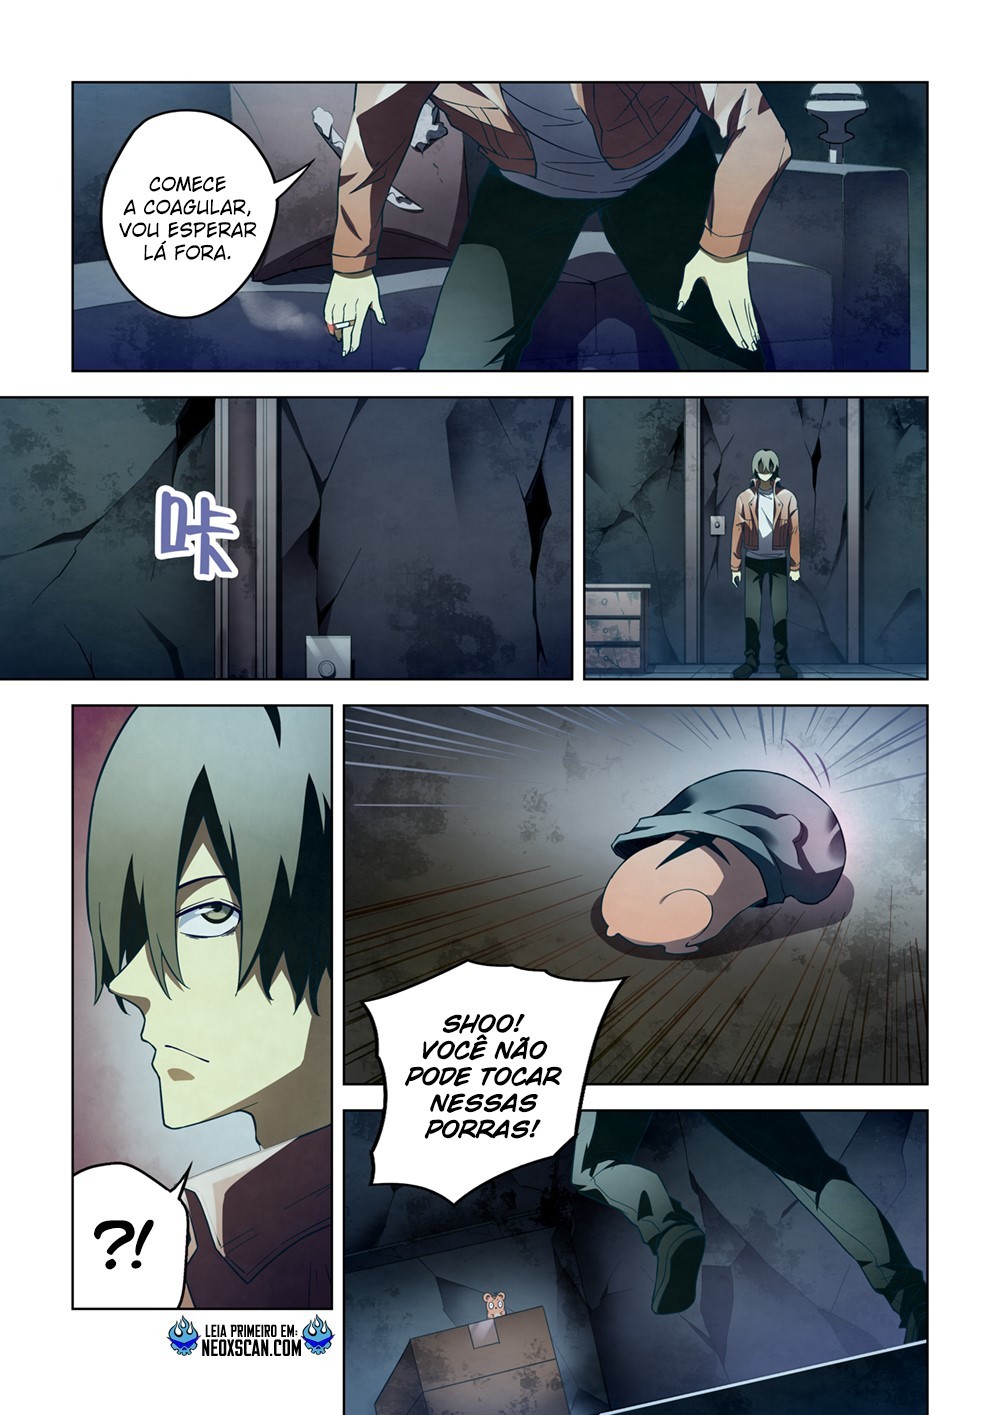 COMECE
A COAGULAR,
VOU ESPERAR
LÁ FORA.
咔
SHOO!
VOCÊ NÃO
PODE TOCAR
NESSAS
PORRAS!
?!
LEIA PRIMEIRO EM:
NEOXSCAN.COM